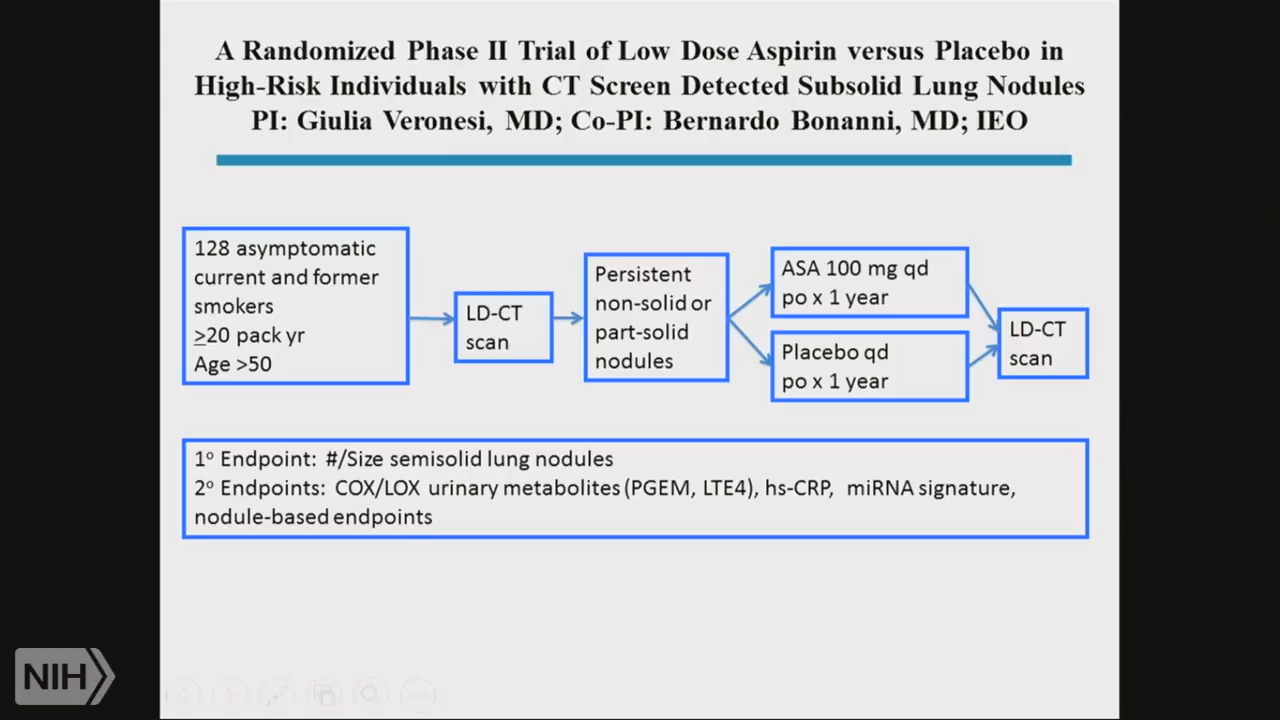 A Randomized Phase II Trial of Low Dose Aspirin versus Placebo in
High-Risk Individuals with CT Screen Detected Subsolid Lung Nodules
PI: Giulia Veronesi, MD; Co-PI: Bernardo Bonanni, MD; IEO
128 asymptomatic
current and former
smokers
≥20 pack yr
Age >50
LD-CT
scan
Persistent
non-solid or
part-solid
nodules
ASA 100 mg qd
po x 1 year
Placebo qd
po x 1 year
LD-CT
scan
1° Endpoint: #/Size semisolid lung nodules
2° Endpoints: COX/LOX urinary metabolites (PGEM, LTE4), hs-CRP, miRNA signature,
nodule-based endpoints
NIH